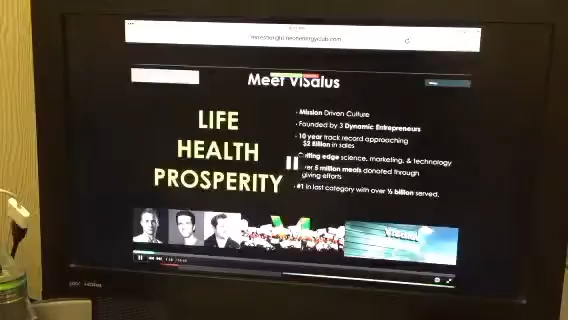 Meet ViSalus
LIFE
HEALTH
PROSPERITY
Mission Driven Culture
Founded by 3 Dynamic Entrepreneurs
10 year track record approaching
$2 Billion in sales
edge science, marketing, & technology
5 million meals donated through
giving efforts
#1 in last category with over ½ billion served.